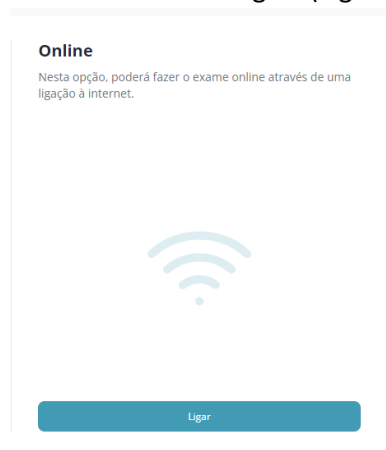 Online
Nesta opção, poderá fazer o exame online através de uma
ligação à internet.
Ligar